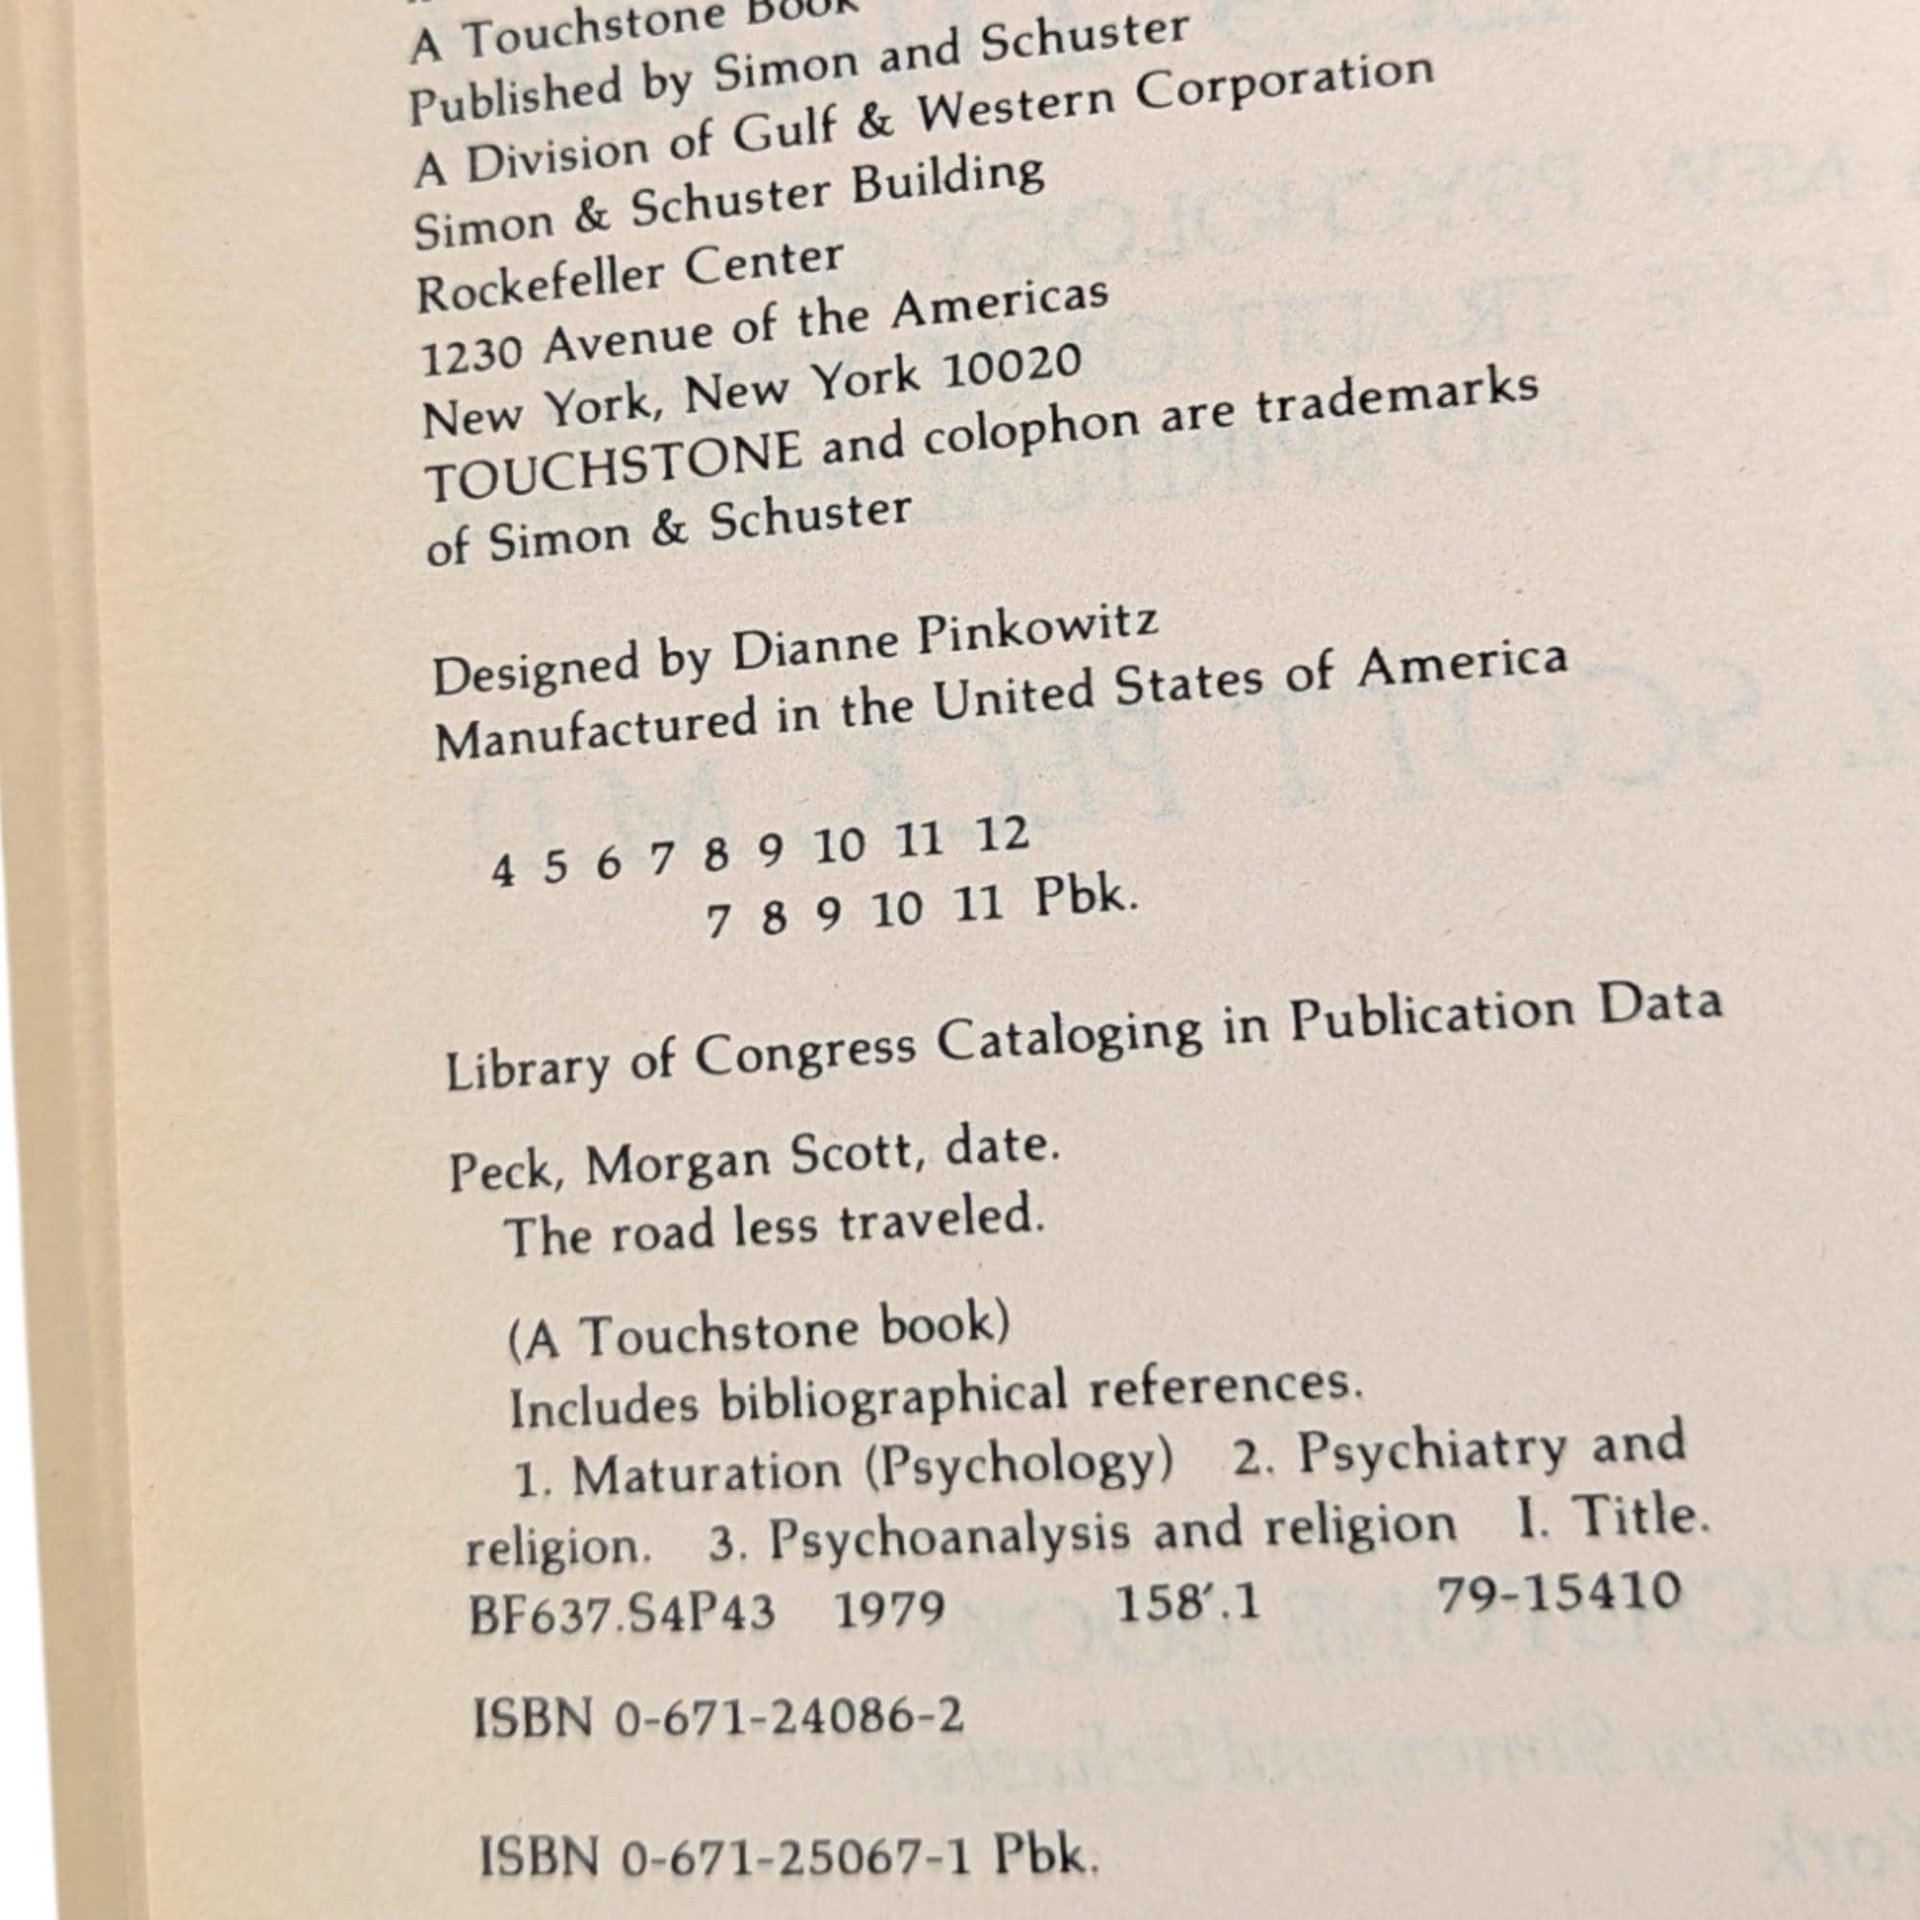 A Touchstone Book
Published by Simon and Schuster
A Division of Gulf & Western Corporation
Simon & Schuster Building
Rockefeller Center
1230 Avenue of the Americas
New York, New York 10020
TOUCHSTONE and colophon are trademarks
of Simon & Schuster
Designed by Dianne Pinkowitz
Manufactured in the United States of America
4 5 6 7 8 9 10 11 12
7 8 9 10 11 Pbk.
Library of Congress Cataloging in Publication Data
Peck, Morgan Scott, date.
The road less traveled.
(A Touchstone book)
Includes bibliographical references.
1. Maturation (Psychology) 2. Psychiatry and
religion. 3. Psychoanalysis and religion I. Title.
BF637.S4P43 1979 158′.1 79-15410
ISBN 0-671-24086-2
ISBN 0-671-25067-1 Pbk.